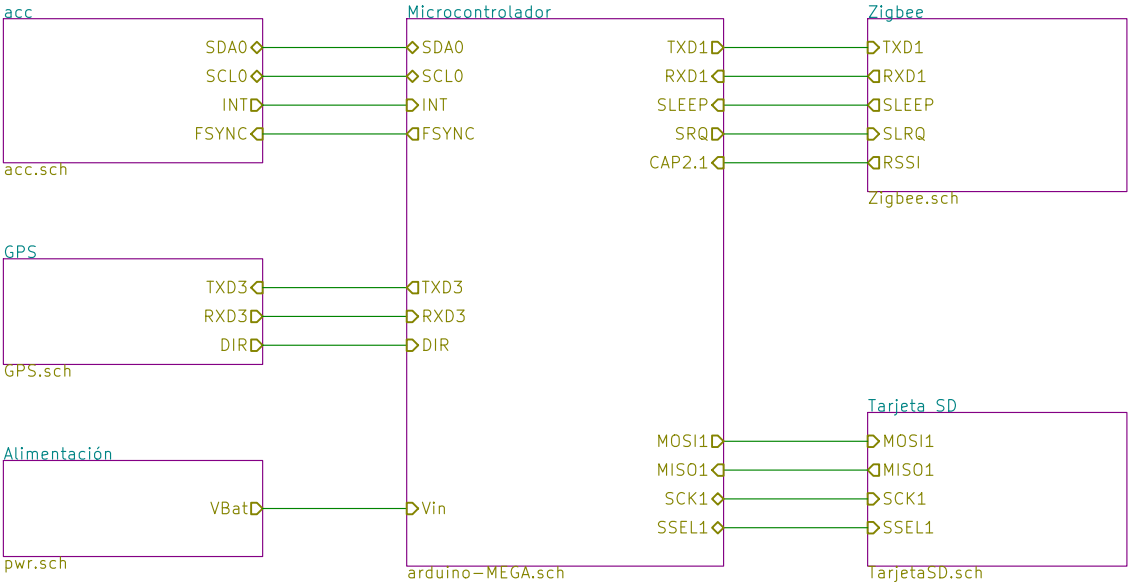 acc
SDA0
SCL0
INT
FSYNC
acc.sch
GPS
TXD3
RXD3
DIR
GPS.sch
Alimentación
VBat
pwr.sch
Microcontrolador
SDA0
SCL0
INT
FSYNC
TXD3
RXD3
DIR
Vin
TXD1
RXD1
SLEEP
SRQ
CAP2.1
MOSI1
MISO1
SCK1
SSEL1
arduino-MEGA.sch
Zigbee
TXD1
RXD1
SLEEP
SLRQ
RSSI
Zigbee.sch
Tarjeta SD
MOSI1
MISO1
SCK1
SSEL1
TarjetaSD.sch